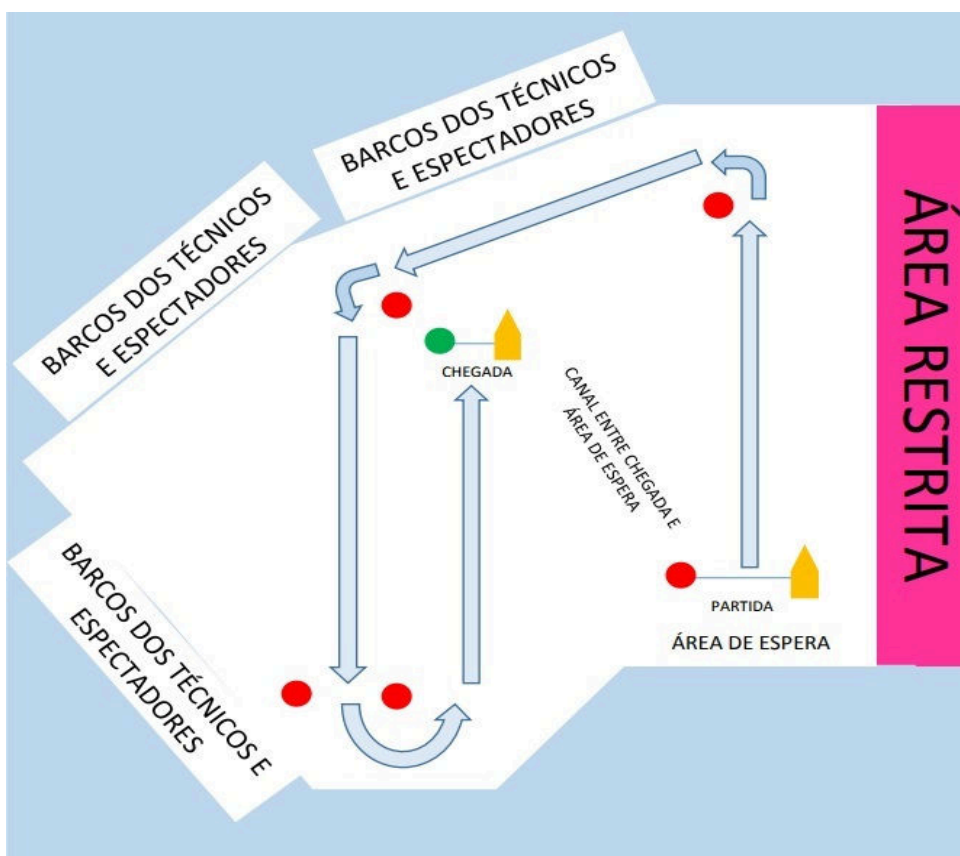 BARCOS DOS TÉCNICOS
E ESPECTADORES
BARCOS DOS TÉCNICOS
E ESPECTADORES
ÁREA RESTRITA
CHEGADA
CANAL ENTRE CHEGADA E
ÁREA DE ESPERA
BARCOS DOS TÉCNICOS E
ESPECTADORES
PARTIDA
ÁREA DE ESPERA